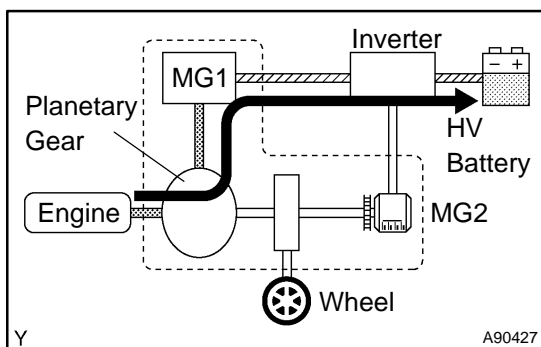 Inverter
MG1
− +
Planetary
Gear
HV
Battery
Engine
MG2
Wheel
Y
A90427